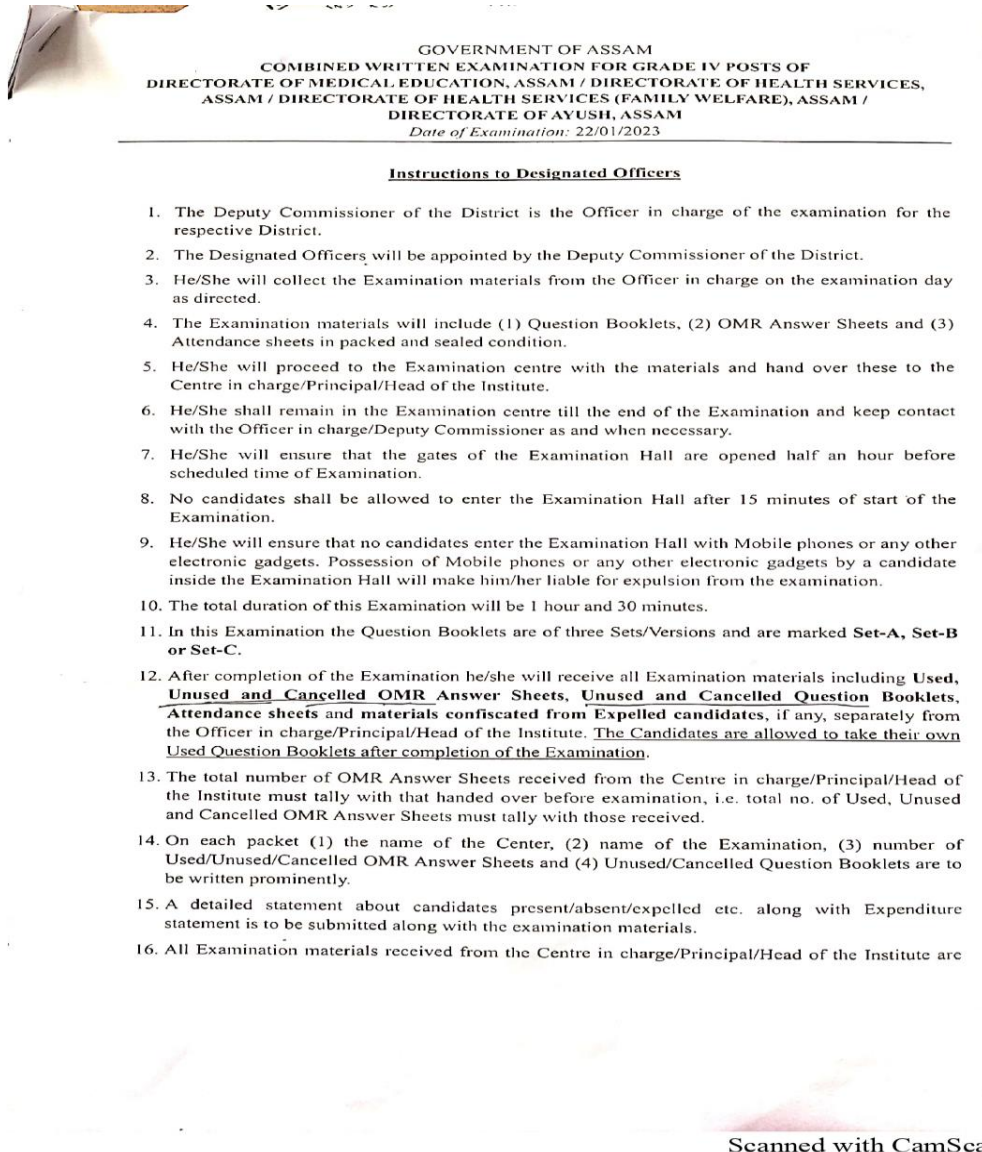 GOVERNMENT OF ASSAM
COMBINED WRITTEN EXAMINATION FOR GRADE IV POSTS OF
DIRECTORATE OF MEDICAL EDUCATION, ASSAM / DIRECTORATE OF HEALTH SERVICES,
ASSAM / DIRECTORATE OF HEALTH SERVICES (FAMILY WELFARE), ASSAM /
DIRECTORATE OF AYUSH, ASSAM
Date of Examination: 22/01/2023
Instructions to Designated Officers
1. The Deputy Commissioner of the District is the Officer in charge of the examination for the
respective District.
2. The Designated Officers will be appointed by the Deputy Commissioner of the District.
3. He/She will collect the Examination materials from the Officer in charge on the examination day
as directed.
4. The Examination materials will include (1) Question Booklets, (2) OMR Answer Sheets and (3)
Attendance sheets in packed and sealed condition.
5. He/She will proceed to the Examination centre with the materials and hand over these to the
Centre in charge/Principal/Head of the Institute.
6. He/She shall remain in the Examination centre till the end of the Examination and keep contact
with the Officer in charge/Deputy Commissioner as and when necessary.
7. He/She will ensure that the gates of the Examination Hall are opened half an hour before
scheduled time of Examination.
8. No candidates shall be allowed to enter the Examination Hall after 15 minutes of start of the
Examination.
9. He/She will ensure that no candidates enter the Examination Hall with Mobile phones or any other
electronic gadgets. Possession of Mobile phones or any other electronic gadgets by a candidate
inside the Examination Hall will make him/her liable for expulsion from the examination.
10. The total duration of this Examination will be 1 hour and 30 minutes.
11. In this Examination the Question Booklets are of three Sets/Versions and are marked Set-A, Set-B
or Set-C.
12. After completion of the Examination he/she will receive all Examination materials including Used,
Unused and Cancelled OMR Answer Sheets, Unused and Cancelled Question Booklets,
Attendance sheets and materials confiscated from Expelled candidates, if any, separately from
the Officer in charge/Principal/Head of the Institute. The Candidates are allowed to take their own
Used Question Booklets after completion of the Examination.
13. The total number of OMR Answer Sheets received from the Centre in charge/Principal/Head of
the Institute must tally with that handed over before examination, i.e. total no. of Used, Unused
and Cancelled OMR Answer Sheets must tally with those received.
14. On each packet (1) the name of the Center, (2) name of the Examination, (3) number of
Used/Unused/Cancelled OMR Answer Sheets and (4) Unused/Cancelled Question Booklets are to
be written prominently.
15. A detailed statement about candidates present/absent/expelled etc. along with Expenditure
statement is to be submitted along with the examination materials.
16. All Examination materials received from the Centre in charge/Principal/Head of the Institute are
Scanned with CamSca